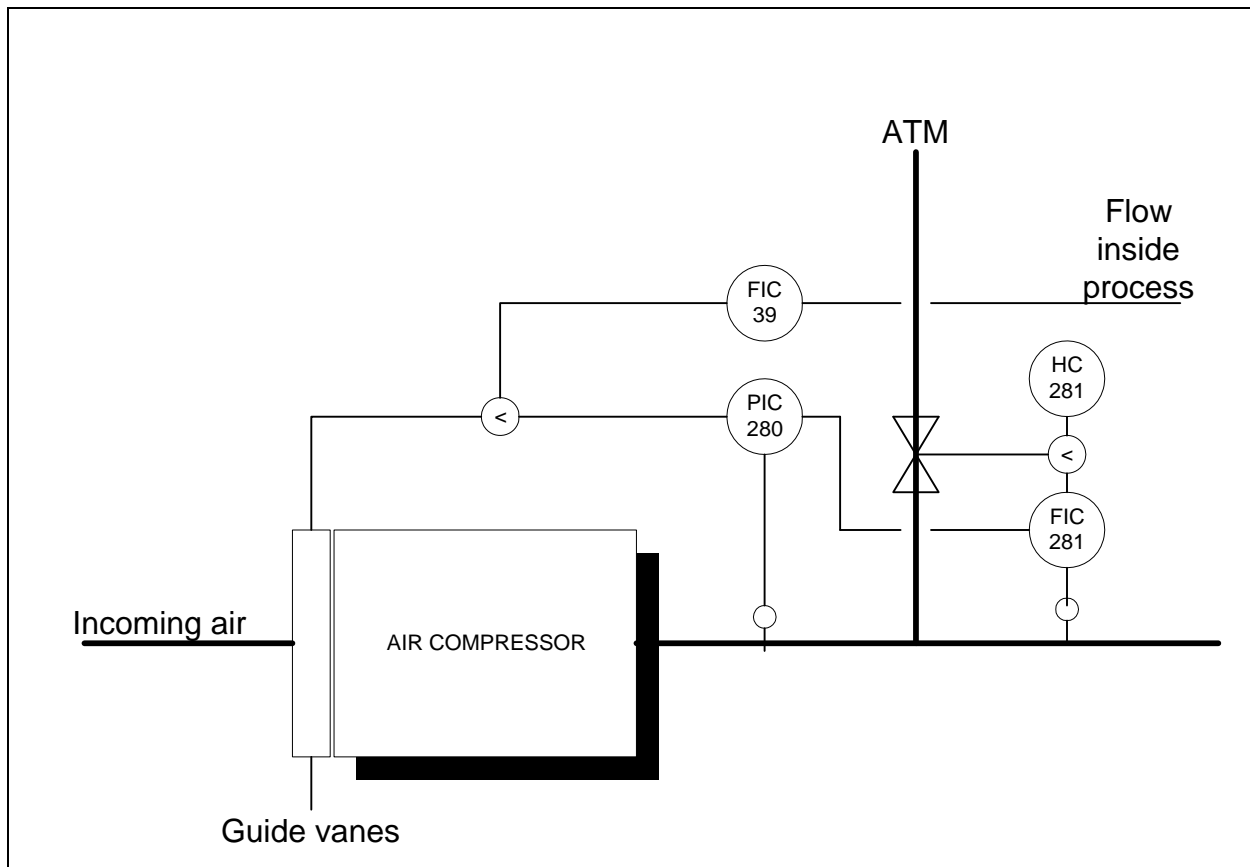 ATM
Flow
inside
process
FIC
39
HC
281
PIC
280
<
<
FIC
281
Incoming air
AIR COMPRESSOR
Guide vanes